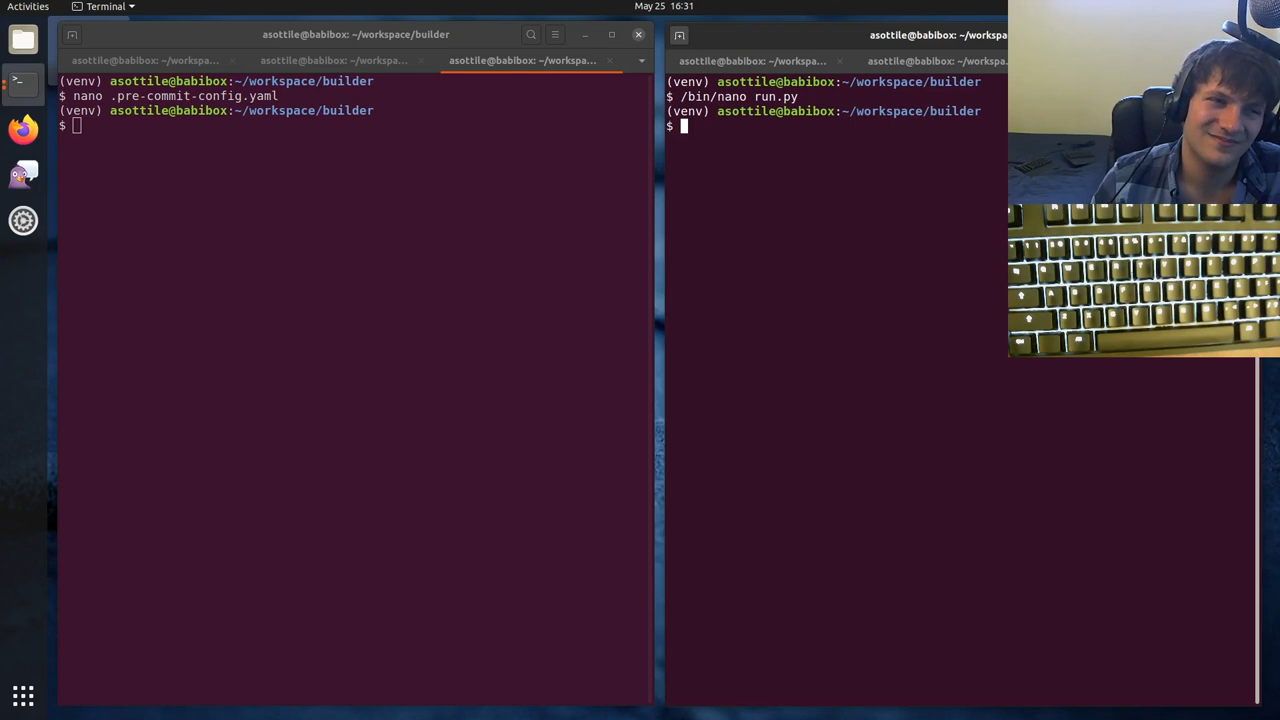 Activities
Terminal
May 25 16:31
asottile@babibox: ~/workspace/builder
asottile@babibox: ~/workspa…
asottile@babibox: ~/workspa…
asottile@babibox: ~/workspa…
(venv) asottile@babibox:~/workspace/builder
$ nano .pre-commit-config.yaml
(venv) asottile@babibox:~/workspace/builder
$
asottile@babibox: ~/workspac
asottile@babibox: ~/workspa…
asottile@babibox: ~/workspa
(venv) asottile@babibox:~/workspace/builder
$ /bin/nano run.py
(venv) asottile@babibox:~/workspace/builder
$